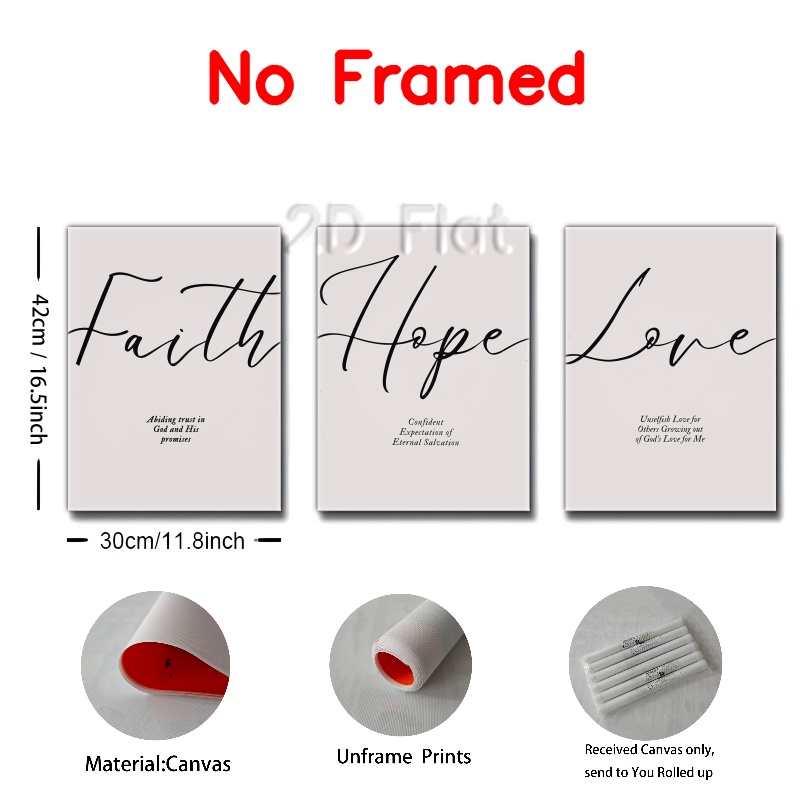 No Framed
2.D Flat
Faith
Abiding trust in
God and His
promises
Hope
Confident
Expectation of
Eternal Salvation
Love
Unselfish Love for
Others Growing out
of God's Love for Me
42cm / 16.5inch
30cm/11.8inch
Material:Canvas
Unframe Prints
Received Canvas only,
send to You Rolled up